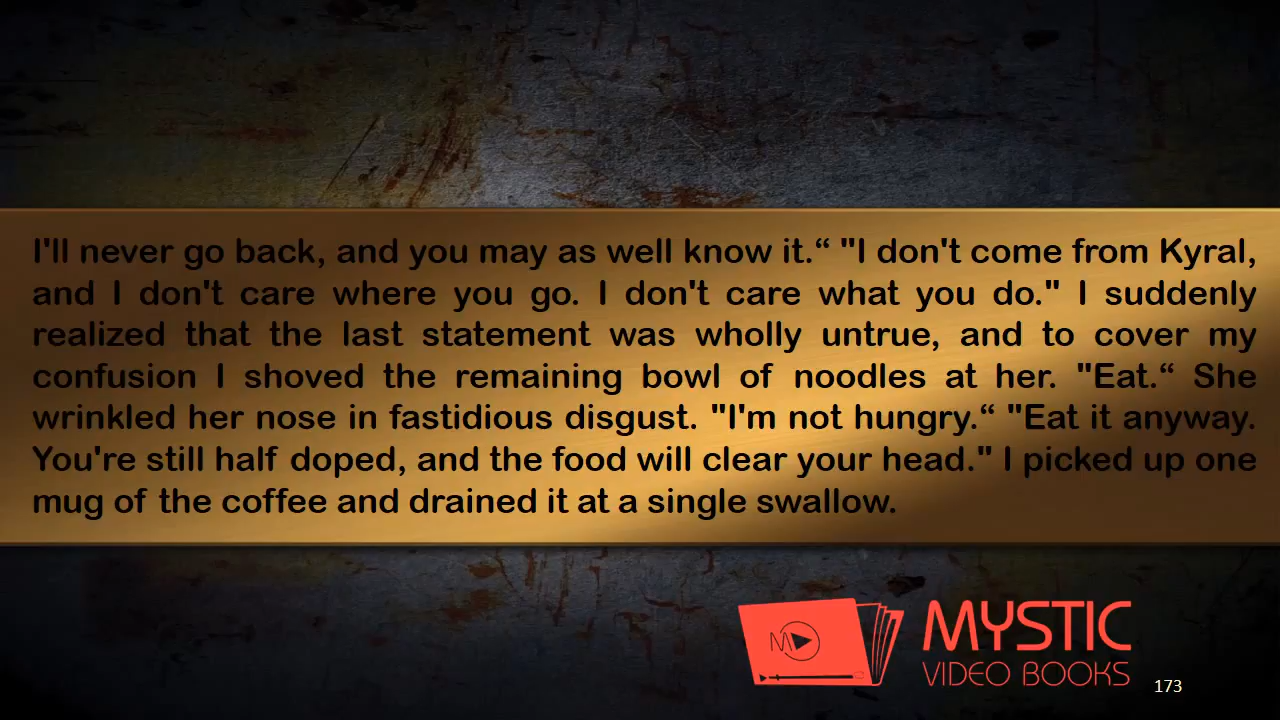 I'll never go back, and you may as well know it.“ "I don't come from Kyral,
and I don't care where you go. I don't care what you do." I suddenly
realized that the last statement was wholly untrue, and to cover my
confusion I shoved the remaining bowl of noodles at her. "Eat.“ She
wrinkled her nose in fastidious disgust. "I'm not hungry.“ "Eat it anyway.
You're still half doped, and the food will clear your head." I picked up one
mug of the coffee and drained it at a single swallow.
M
MYSTIC
VIDEO BOOKS
173